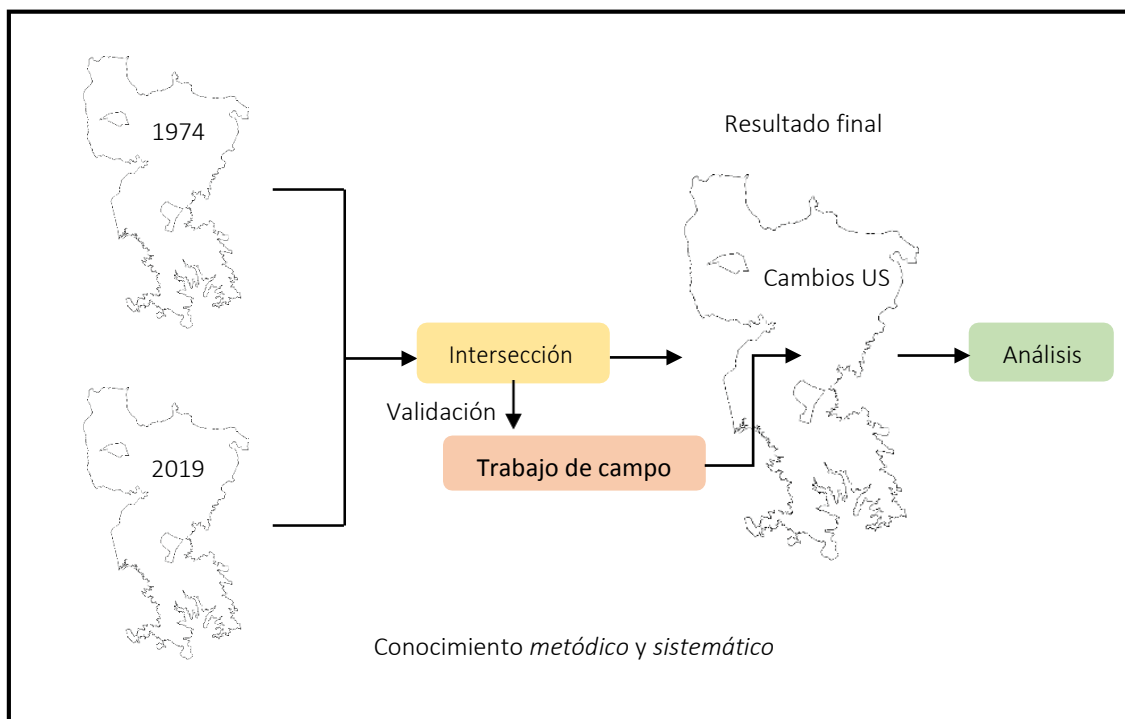 1974
Resultado final
Cambios US
Intersección
Análisis
Validación
Trabajo de campo
2019
Conocimiento metódico y sistemático